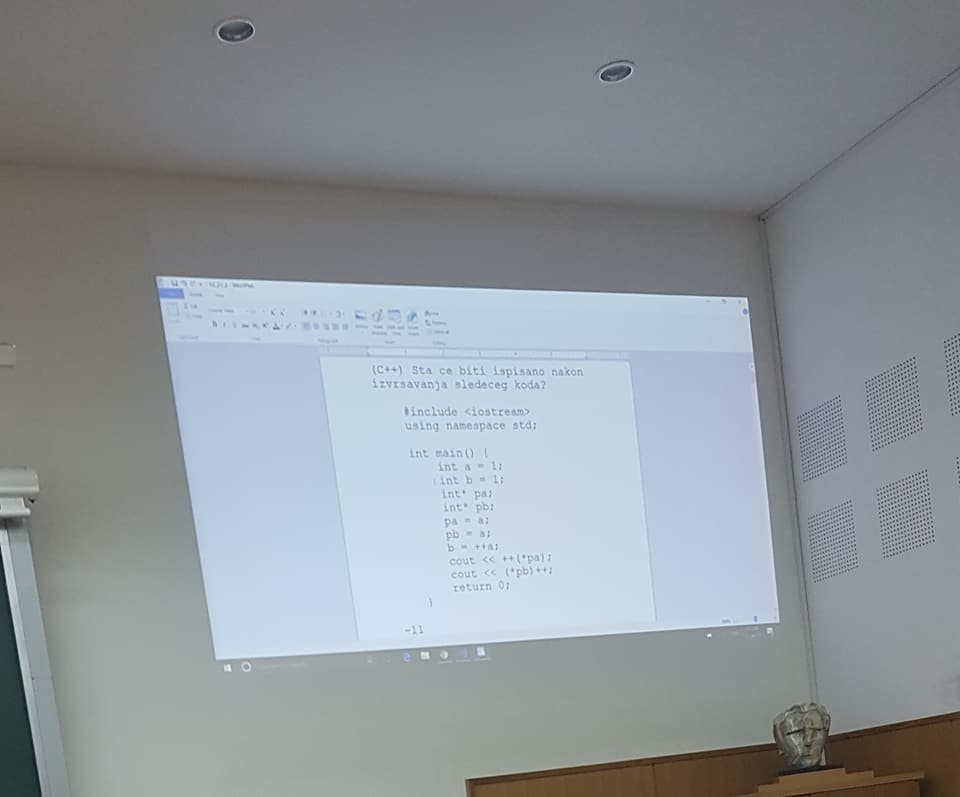 (C++) Sta ce biti ispisano nakon
izvrsavanja sledeceg koda?
#include <iostream>
using namespace std;
int main() {
int a = 1;
int b = 1;
int* pa;
int* pb;
pa = a;
pb = a;
b = ++a;
cout << ++(*pa);
cout << (*pb)++;
return 0;
}
-11